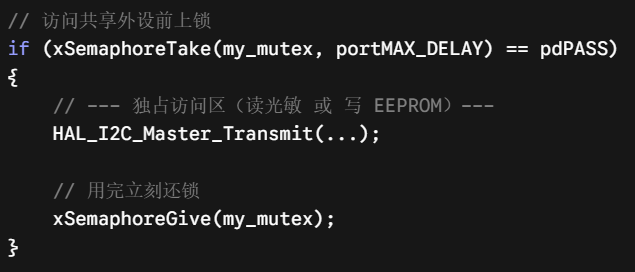 // 访问共享外设前上锁
if (xSemaphoreTake(my_mutex, portMAX_DELAY) == pdPASS)
{
    // --- 独占访问区（读光敏 或 写 EEPROM）---
    HAL_I2C_Master_Transmit(...);

    // 用完立刻还锁
    xSemaphoreGive(my_mutex);
}